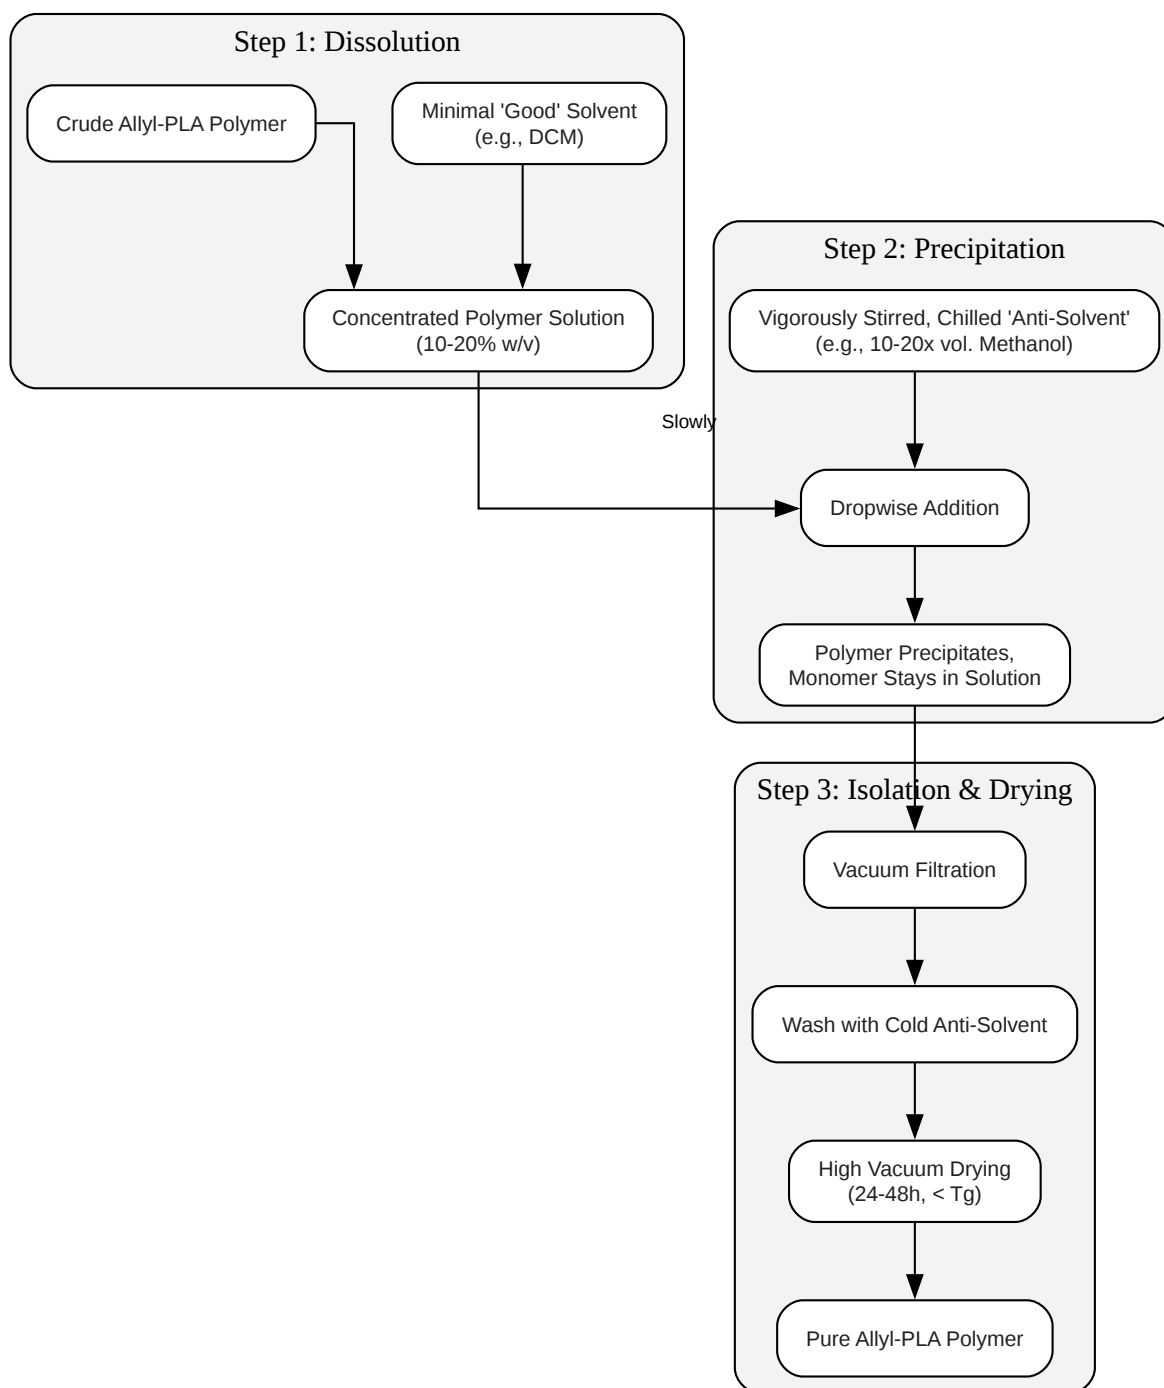 Step 1: Dissolution
Crude Allyl-PLA Polymer
Minimal 'Good' Solvent
(e.g., DCM)
Concentrated Polymer Solution
(10-20% w/v)
Step 2: Precipitation
Vigorously Stirred, Chilled 'Anti-Solvent'
(e.g., 10-20x vol. Methanol)
Slowly
Dropwise Addition
Polymer Precipitates,
Monomer Stays in Solution
Step 3: Isolation & Drying
Vacuum Filtration
Wash with Cold Anti-Solvent
High Vacuum Drying
(24-48h, < Tg)
Pure Allyl-PLA Polymer